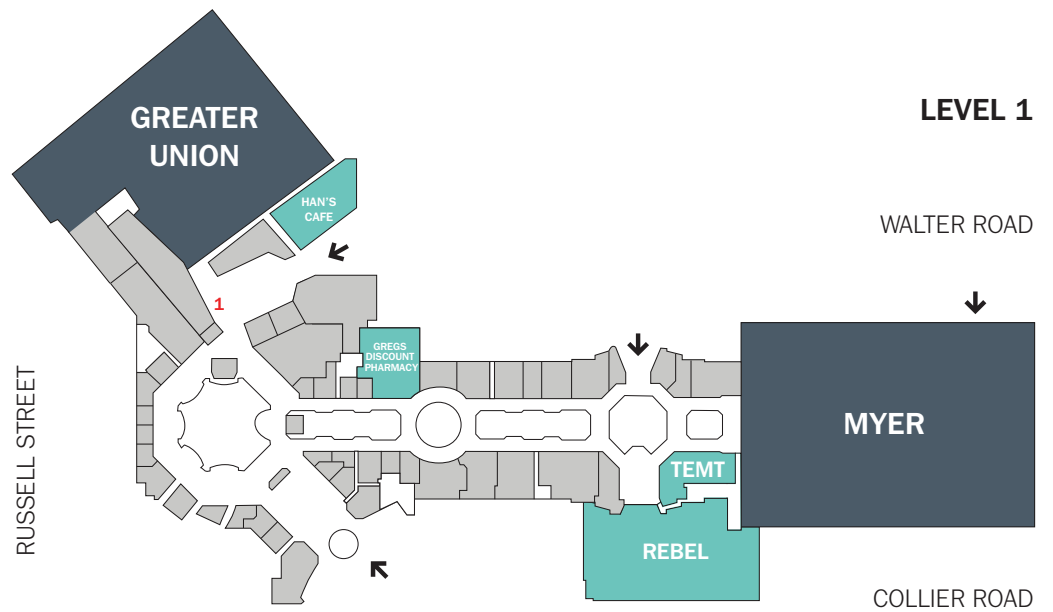 GREATER
UNION
LEVEL 1
HAN'S
CAFE
WALTER ROAD
1
GREGS
DISCOUNT
PHARMACY
RUSSELL STREET
MYER
TEMT
REBEL
COLLIER ROAD